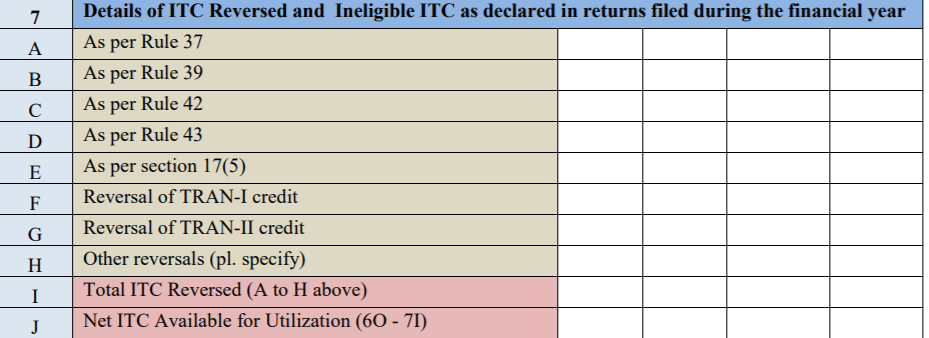 7 Details of ITC Reversed and Ineligible ITC as declared in returns filed during the financial year
A As per Rule 37
B As per Rule 39
C As per Rule 42
D As per Rule 43
E As per section 17(5)
F Reversal of TRAN-I credit
G Reversal of TRAN-II credit
H Other reversals (pl. specify)
I Total ITC Reversed (A to H above)
J Net ITC Available for Utilization (6O - 7I)